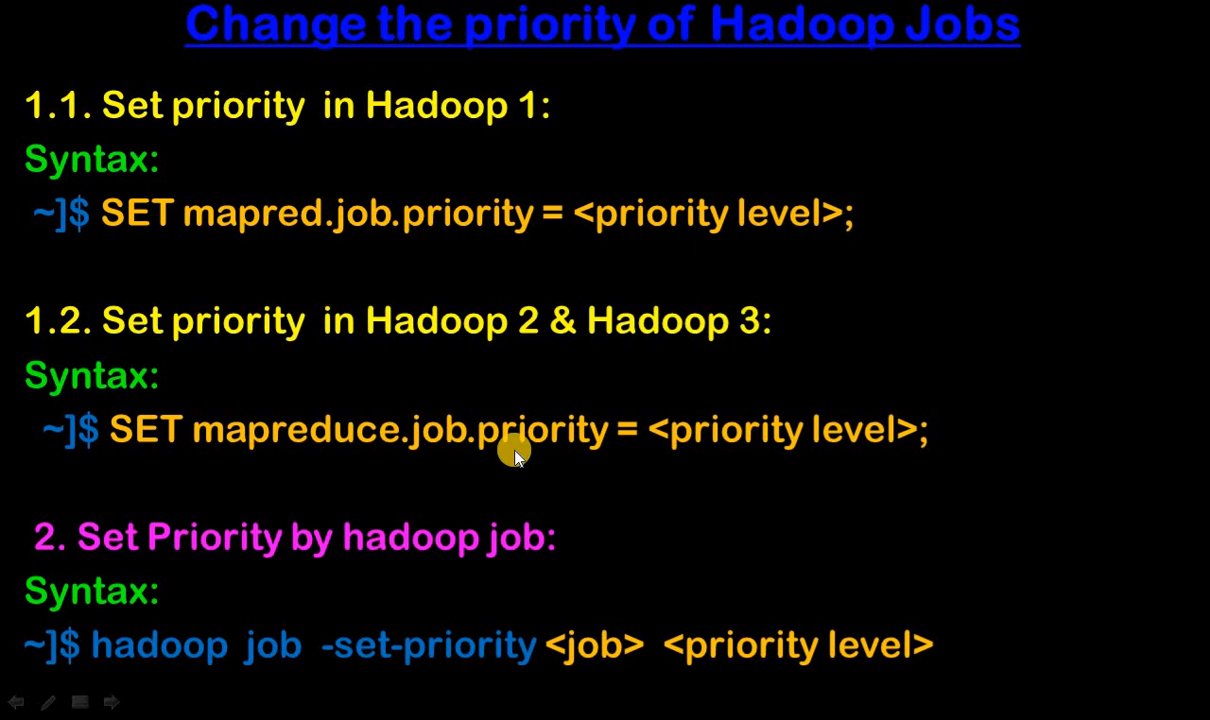 Change the priority of Hadoop Jobs
1.1. Set priority  in Hadoop 1:
Syntax:
~]$ SET mapred.job.priority = <priority level>;
1.2. Set priority  in Hadoop 2 & Hadoop 3:
Syntax:
~]$ SET mapreduce.job.priority = <priority level>;
2. Set Priority by hadoop job:
Syntax:
~]$ hadoop  job  -set-priority <job>  <priority level>